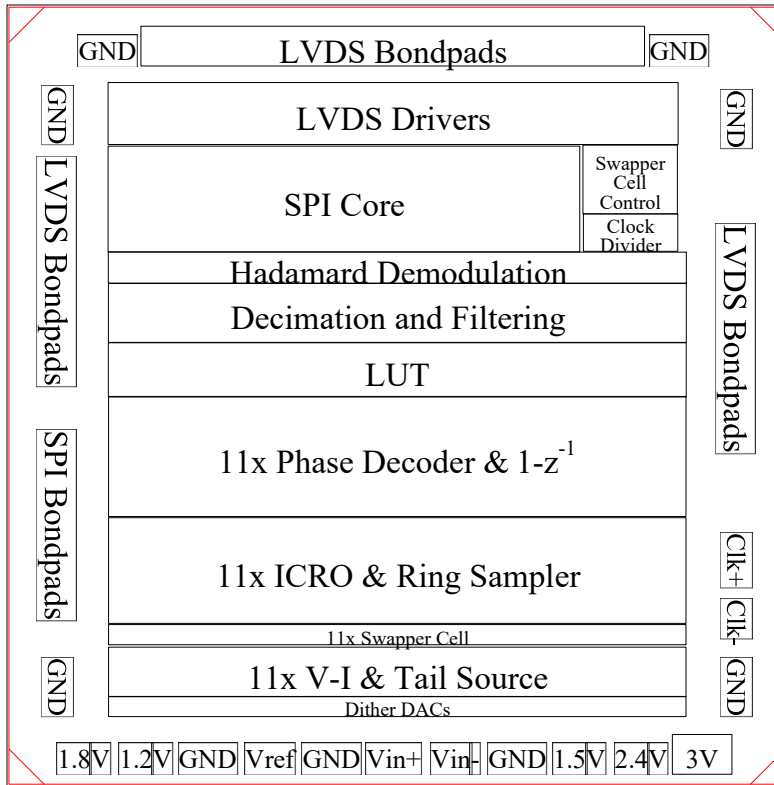 GND LVDS Bondpads GND
GND
LVDS Drivers
GND
LVDS Bondpads
SPI Core
Swapper
Cell
Control
Clock
Divider
LVDS Bondpads
Hadamard Demodulation
Decimation and Filtering
LUT
SPI Bondpads
11x Phase Decoder & 1-z⁻¹
11x ICRO & Ring Sampler
Clk+
Clk-
11x Swapper Cell
GND
11x V-I & Tail Source
GND
Dither DACs
1.8V 1.2V GND Vref GND Vin+ Vin- GND 1.5V 2.4V 3V